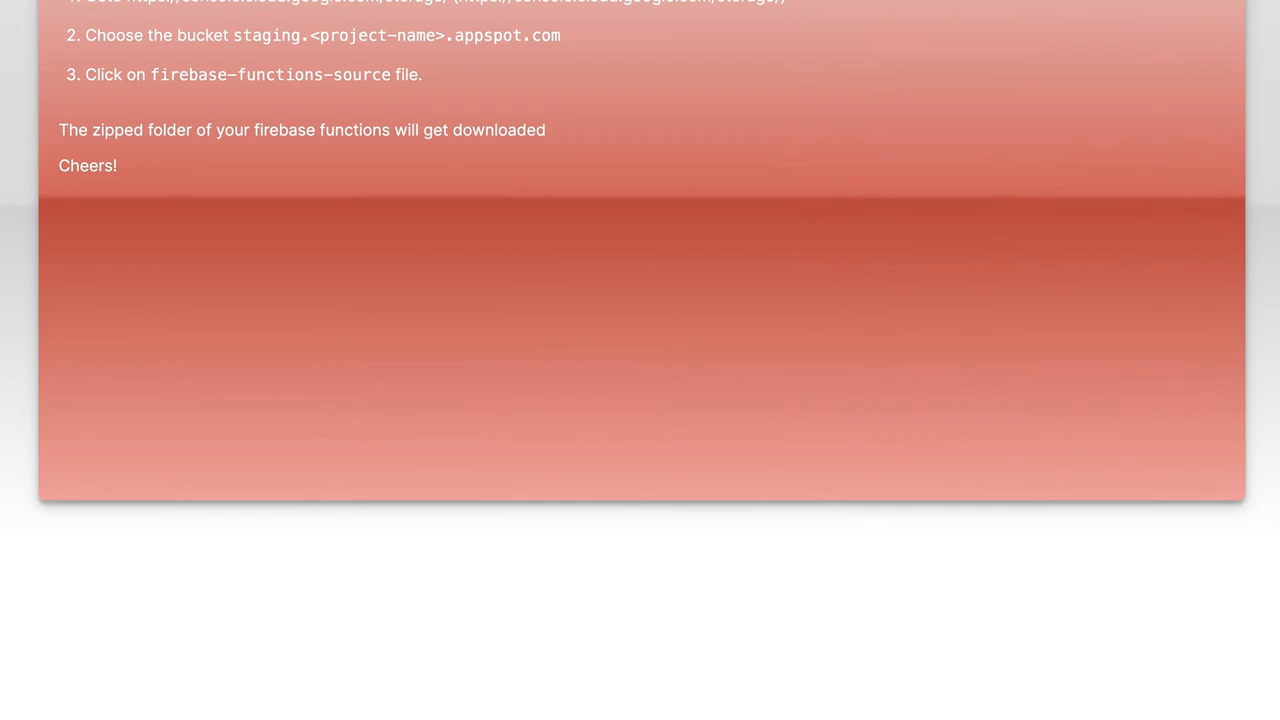 2. Choose the bucket staging.<project-name>.appspot.com
3. Click on firebase-functions-source file.
The zipped folder of your firebase functions will get downloaded
Cheers!